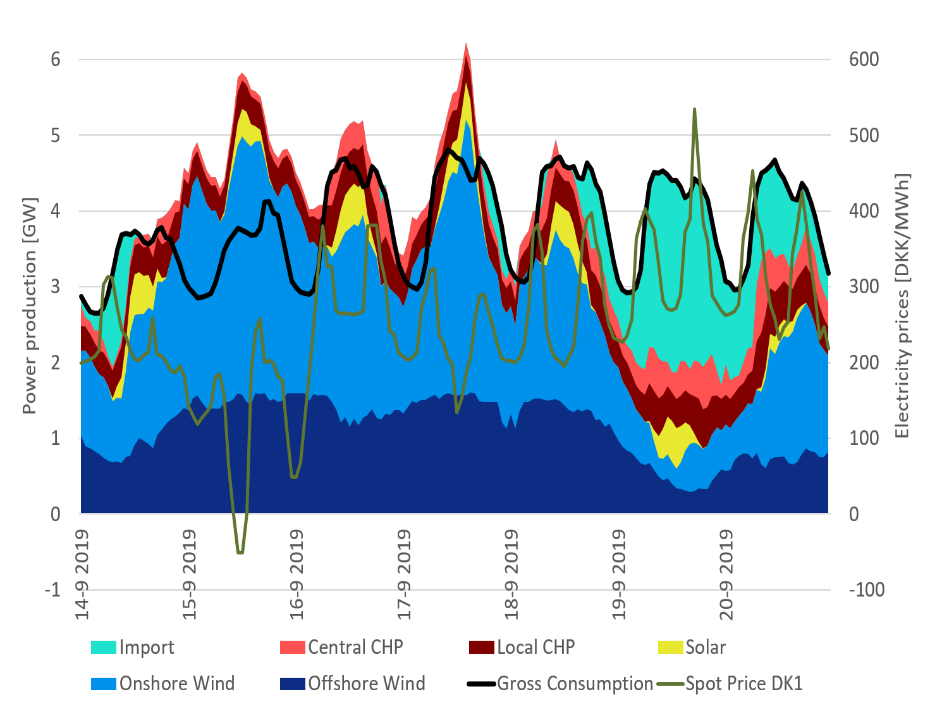 6 600
5 500
4 400
3 300
2 200
1 100
0 0
-1 -100
Power production [GW]
Electricity prices [DKK/MWh)
14-9 2019 15-9 2019 16-9 2019 17-9 2019 18-9 2019 19-9 2019 20-9 2019
Import Central CHP Local CHP Solar
Onshore Wind Offshore Wind Gross Consumption Spot Price DK1